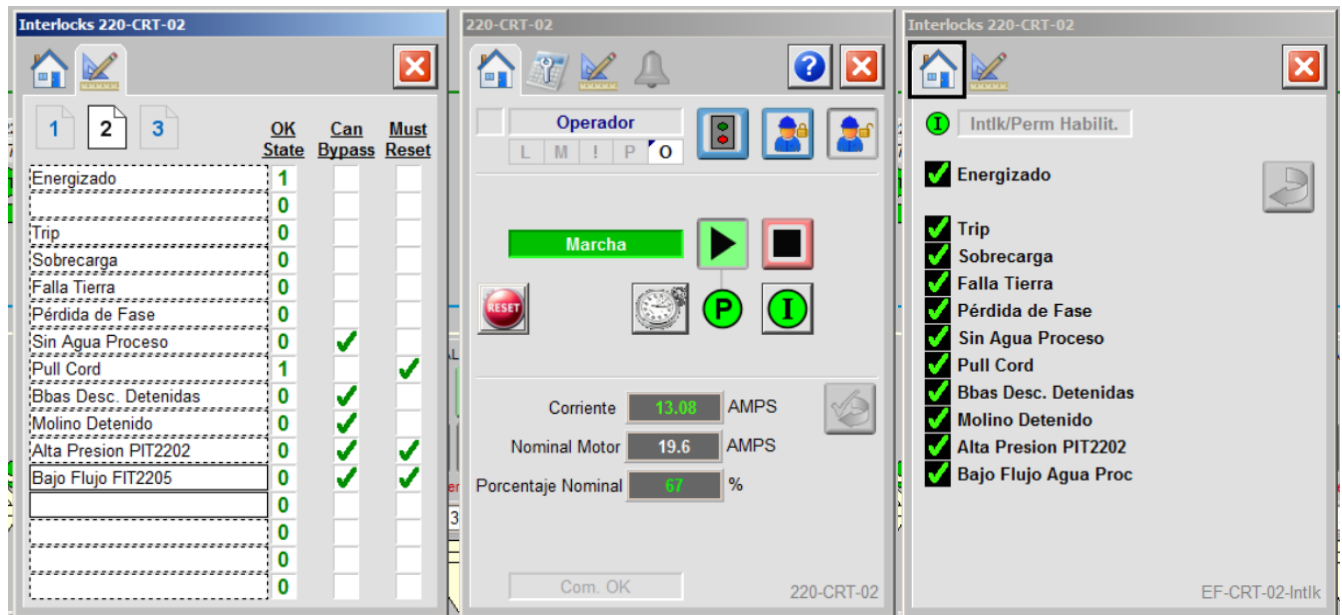 Interlocks 220-CRT-02
1 2 3
OK State Can Bypass Must Reset
Energizado 1
0
Trip 0
Sobrecarga 0
Falla Tierra 0
Pérdida de Fase 0
Sin Agua Proceso 0
Pull Cord 1
Bbas Desc. Detenidas 0
Molino Detenido 0
Alta Presion PIT2202 0
Bajo Flujo FIT2205 0
0
0
0
0
220-CRT-02
?
Operador
L M ! P O
Marcha
RESET
P I
Corriente 13.08 AMPS
Nominal Motor 19.6 AMPS
Porcentaje Nominal 67 %
Com. OK
220-CRT-02
Interlocks 220-CRT-02
I Intlk/Perm Habilit.
Energizado
Trip
Sobrecarga
Falla Tierra
Pérdida de Fase
Sin Agua Proceso
Pull Cord
Bbas Desc. Detenidas
Molino Detenido
Alta Presion PIT2202
Bajo Flujo Agua Proc
EF-CRT-02-Intlk